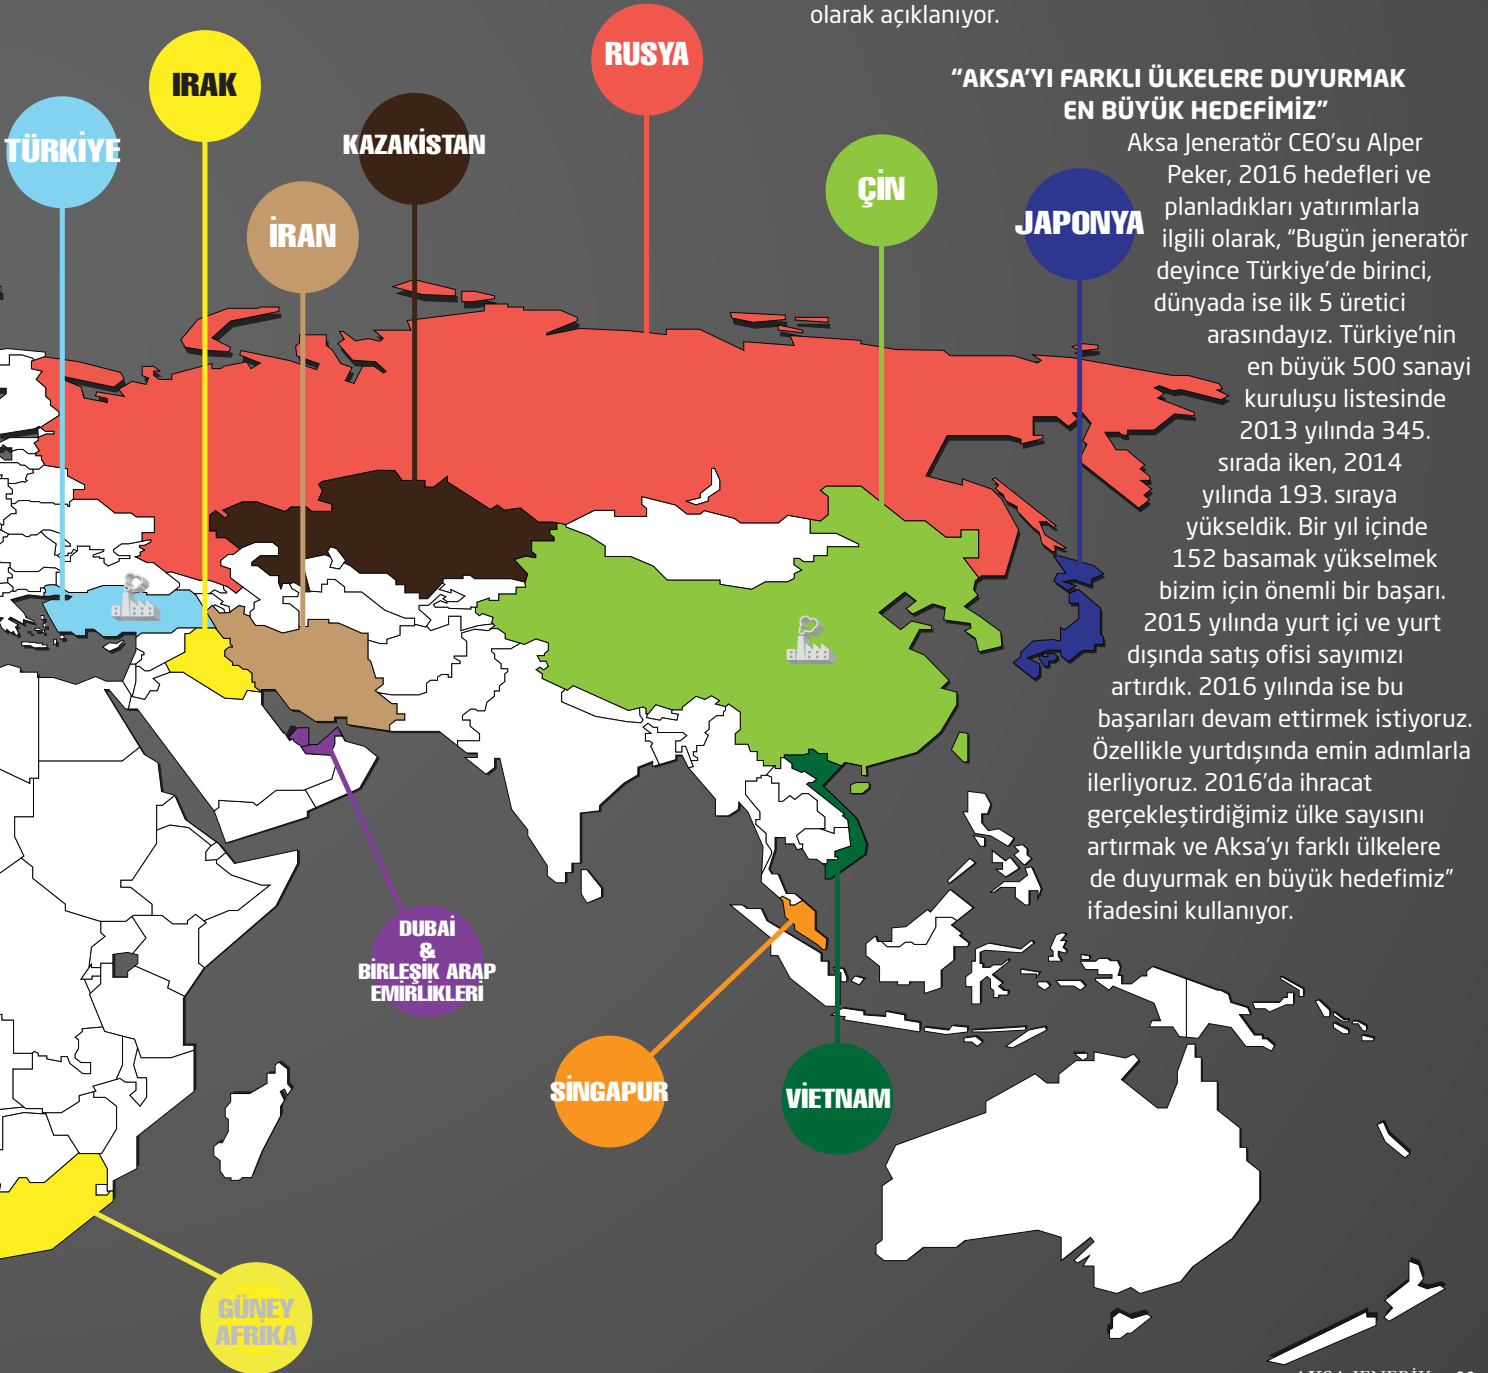 olarak açıklanıyor.
"AKSA'YI FARKLI ÜLKELERE DUYURMAK
EN BÜYÜK HEDEFİMİZ"
Aksa Jeneratör CEO'su Alper
Peker, 2016 hedefleri ve
planladıkları yatırımlarla
ilgili olarak, "Bugün jeneratör
deyince Türkiye'de birinci,
dünyada ise ilk 5 üretici
arasındayız. Türkiye'nin
en büyük 500 sanayi
kuruluşu listesinde
2013 yılında 345.
sırada iken, 2014
yılında 193. sıraya
yükseldik. Bir yıl içinde
152 basamak yükselmek
bizim için önemli bir başarı.
2015 yılında yurt içi ve yurt
dışında satış ofisi sayımızı
artırdık. 2016 yılında ise bu
başarıları devam ettirmek istiyoruz.
Özellikle yurtdışında emin adımlarla
ilerliyoruz. 2016'da ihracat
gerçekleştirdiğimiz ülke sayısını
artırmak ve Aksa'yı farklı ülkelere
de duyurmak en büyük hedefimiz"
ifadesini kullanıyor.
TÜRKİYE
IRAK
İRAN
KAZAKİSTAN
RUSYA
ÇİN
JAPONYA
DUBAİ
&
BİRLEŞİK ARAP
EMİRLİKLERİ
SİNGAPUR
VİETNAM
GÜNEY
AFRİKA